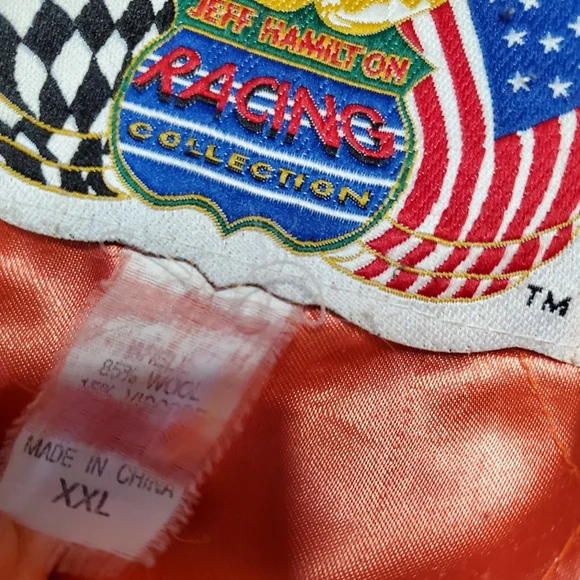 JEFF HAMILTON
RACING
COLLECTION
TM
85% WOOL
MADE IN CHINA
XXL